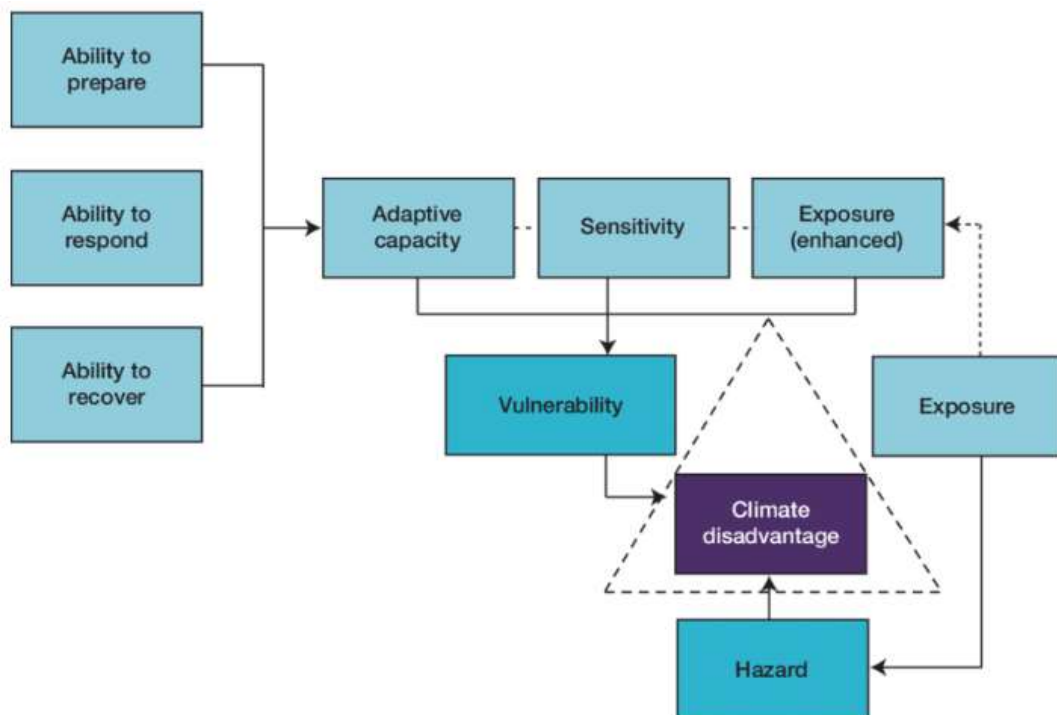 Ability to
prepare
Ability to
respond
Ability to
recover
Adaptive
capacity
Sensitivity
Exposure
(enhanced)
Vulnerability
Exposure
Climate
disadvantage
Hazard